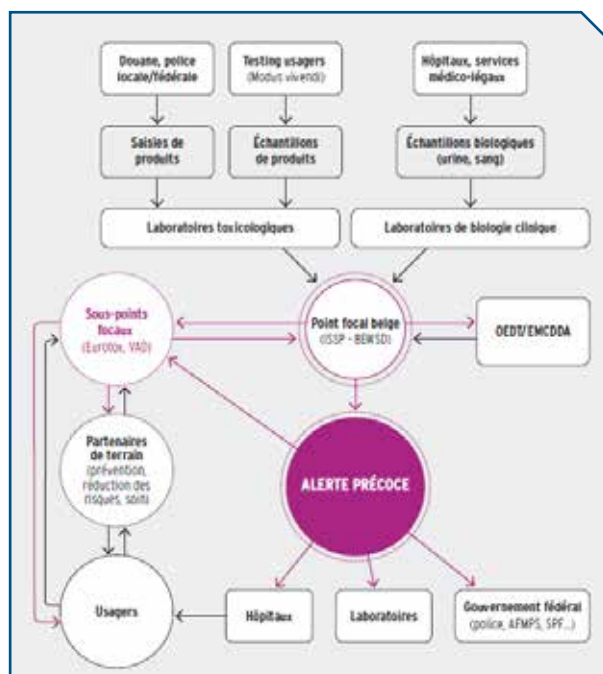 Douane, police
locale/fédérale
Testing usagers
(Modus vivendi)
Hôpitaux, services
médico-légaux
Saisies de
produits
Échantillons
de produits
Échantillons biologiques
(urine, sang)
Laboratoires toxicologiques
Laboratoires de biologie clinique
Sous-points
focaux
(Eurotox, VAD)
Point focal belge
(ISSP - BEWSD)
OEDT/EMCDDA
Partenaires
de terrain
(prévention,
réduction des
risques, soin)
ALERTE PRÉCOCE
Usagers
Hôpitaux
Laboratoires
Gouvernement fédéral
(police, AFMPS, SPF...)